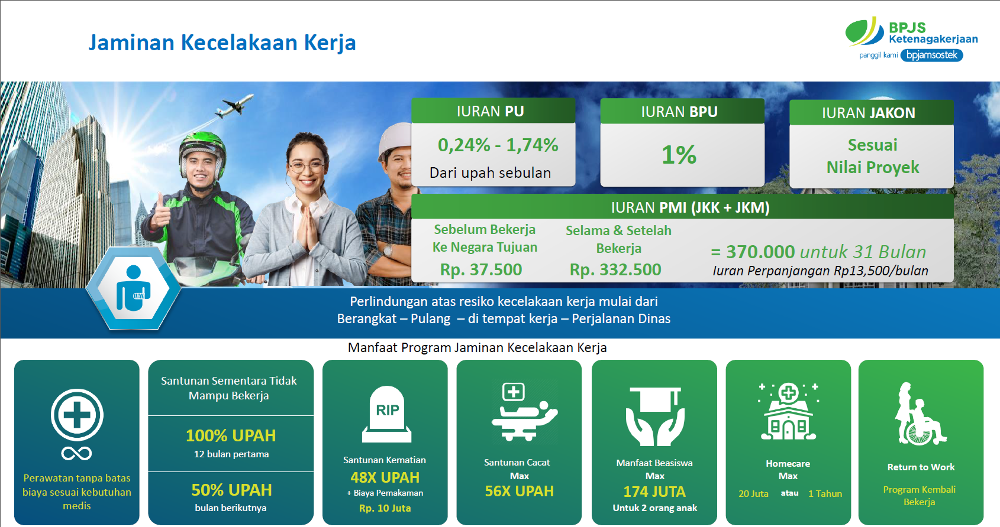 Jaminan Kecelakaan Kerja
BPJS
Ketenagakerjaan
panggil kami bpjamsostek
IURAN PU
0,24% - 1,74%
Dari upah sebulan
IURAN BPU
1%
IURAN JAKON
Sesuai
Nilai Proyek
IURAN PMI (JKK + JKM)
Sebelum Bekerja
Ke Negara Tujuan
Rp. 37.500
Selama & Setelah
Bekerja
Rp. 332.500
= 370.000 untuk 31 Bulan
Iuran Perpanjangan Rp13,500/bulan
Perlindungan atas resiko kecelakaan kerja mulai dari
Berangkat – Pulang – di tempat kerja – Perjalanan Dinas
Manfaat Program Jaminan Kecelakaan Kerja
Perawatan tanpa batas
biaya sesuai kebutuhan
medis
Santunan Sementara Tidak
Mampu Bekerja
100% UPAH
12 bulan pertama
50% UPAH
bulan berikutnya
RIP
Santunan Kematian
48X UPAH
+ Biaya Pemakaman
Rp. 10 Juta
Santunan Cacat
Max
56X UPAH
Manfaat Beasiswa
Max
174 JUTA
Untuk 2 orang anak
Homecare
Max
20 Juta atau 1 Tahun
Return to Work
Program Kembali
Bekerja